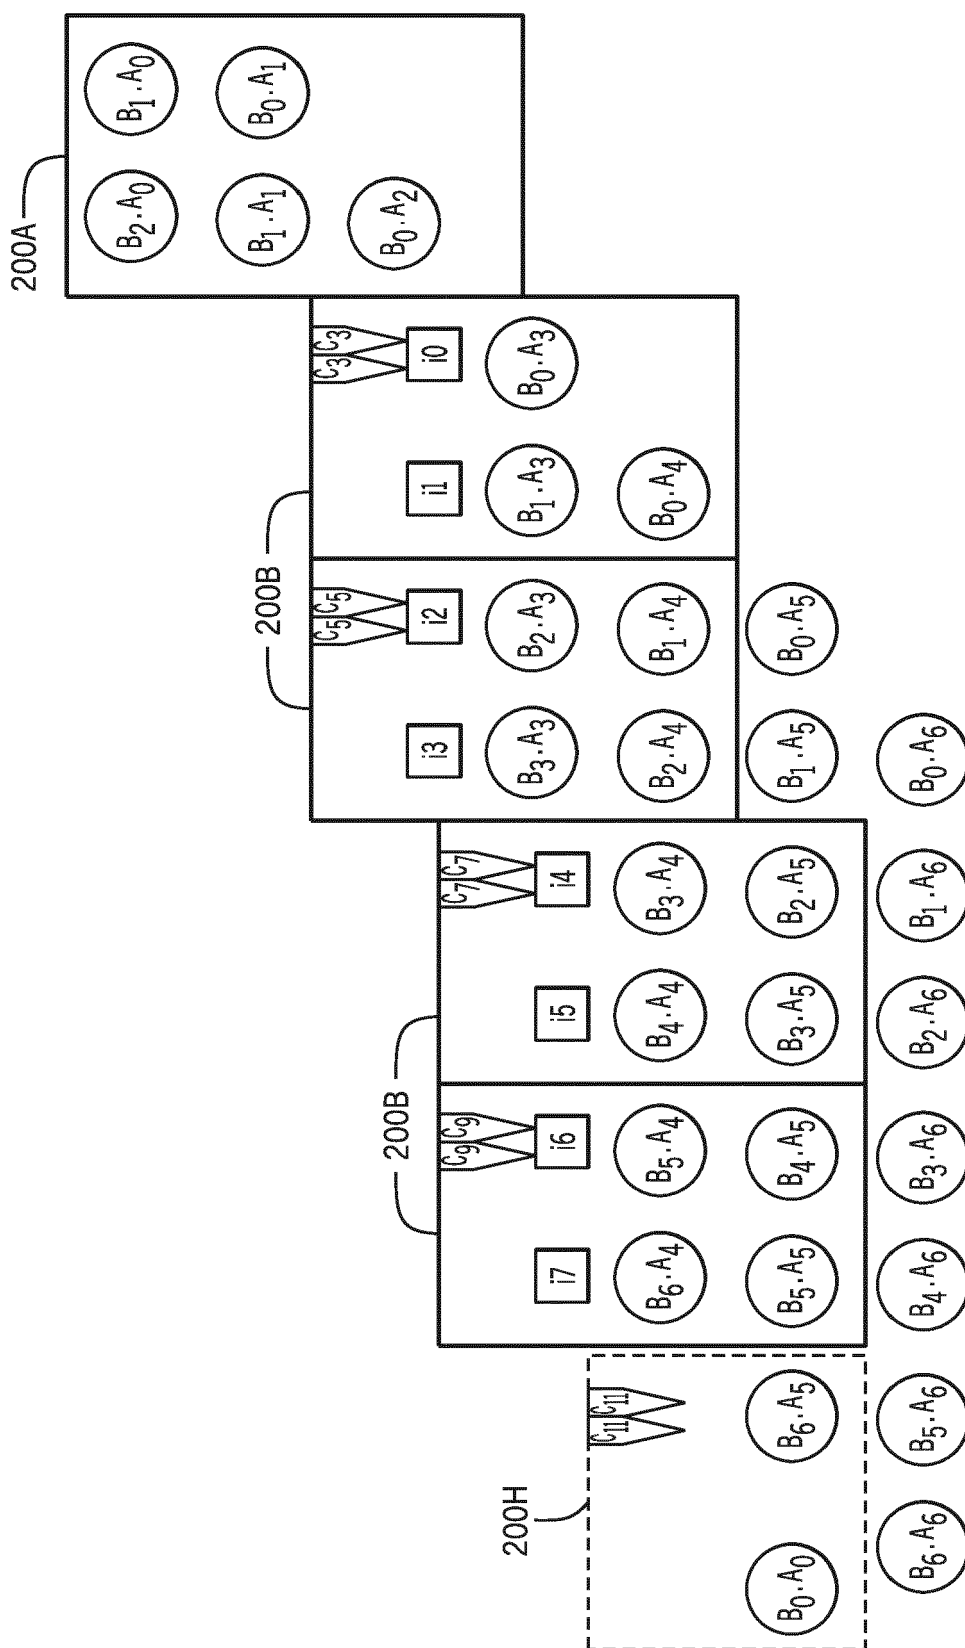 200A
B2·A0 B1·A0
200B
B1·A1 B0·A1
C5 C5 C3 C3
200B
B0·A2
i3 i2 i1 i0
C9 C9 C7 C7
200H
B3·A3 B2·A3 B1·A3 B0·A3
i7 i6 i5 i4
C11 C11
B6·A4 B5·A4 B4·A4 B3·A4 B2·A4 B1·A4 B0·A4
B0·A0 B6·A5 B5·A5 B4·A5 B3·A5 B2·A5 B1·A5 B0·A5
B6·A6 B5·A6 B4·A6 B3·A6 B2·A6 B1·A6 B0·A6